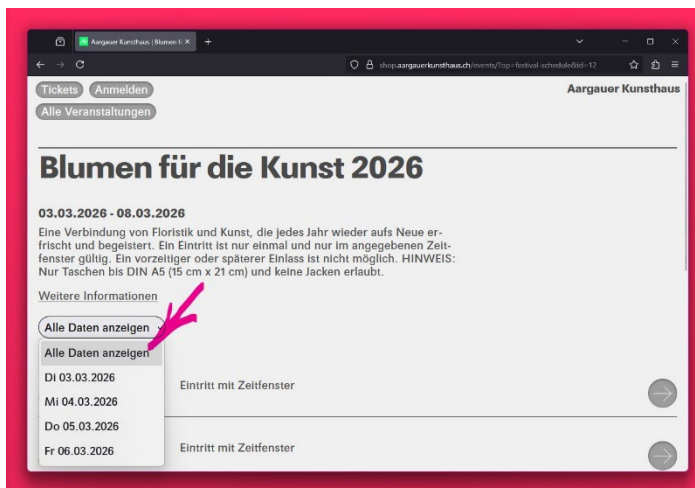 Aargauer Kunsthaus | Blumen fü
shop.aargauerkunsthaus.ch/events/?op=festival-schedule&id=12
Tickets Anmelden
Aargauer Kunsthaus
Alle Veranstaltungen
Blumen für die Kunst 2026
03.03.2026 - 08.03.2026
Eine Verbindung von Floristik und Kunst, die jedes Jahr wieder aufs Neue er-
frischt und begeistert. Ein Eintritt ist nur einmal und nur im angegebenen Zeit-
fenster gültig. Ein vorzeitiger oder späterer Einlass ist nicht möglich. HINWEIS:
Nur Taschen bis DIN A5 (15 cm x 21 cm) und keine Jacken erlaubt.
Weitere Informationen
Alle Daten anzeigen
Alle Daten anzeigen
DI 03.03.2026
Mi 04.03.2026
Do 05.03.2026
Fr 06.03.2026
Eintritt mit Zeitfenster
Eintritt mit Zeitfenster